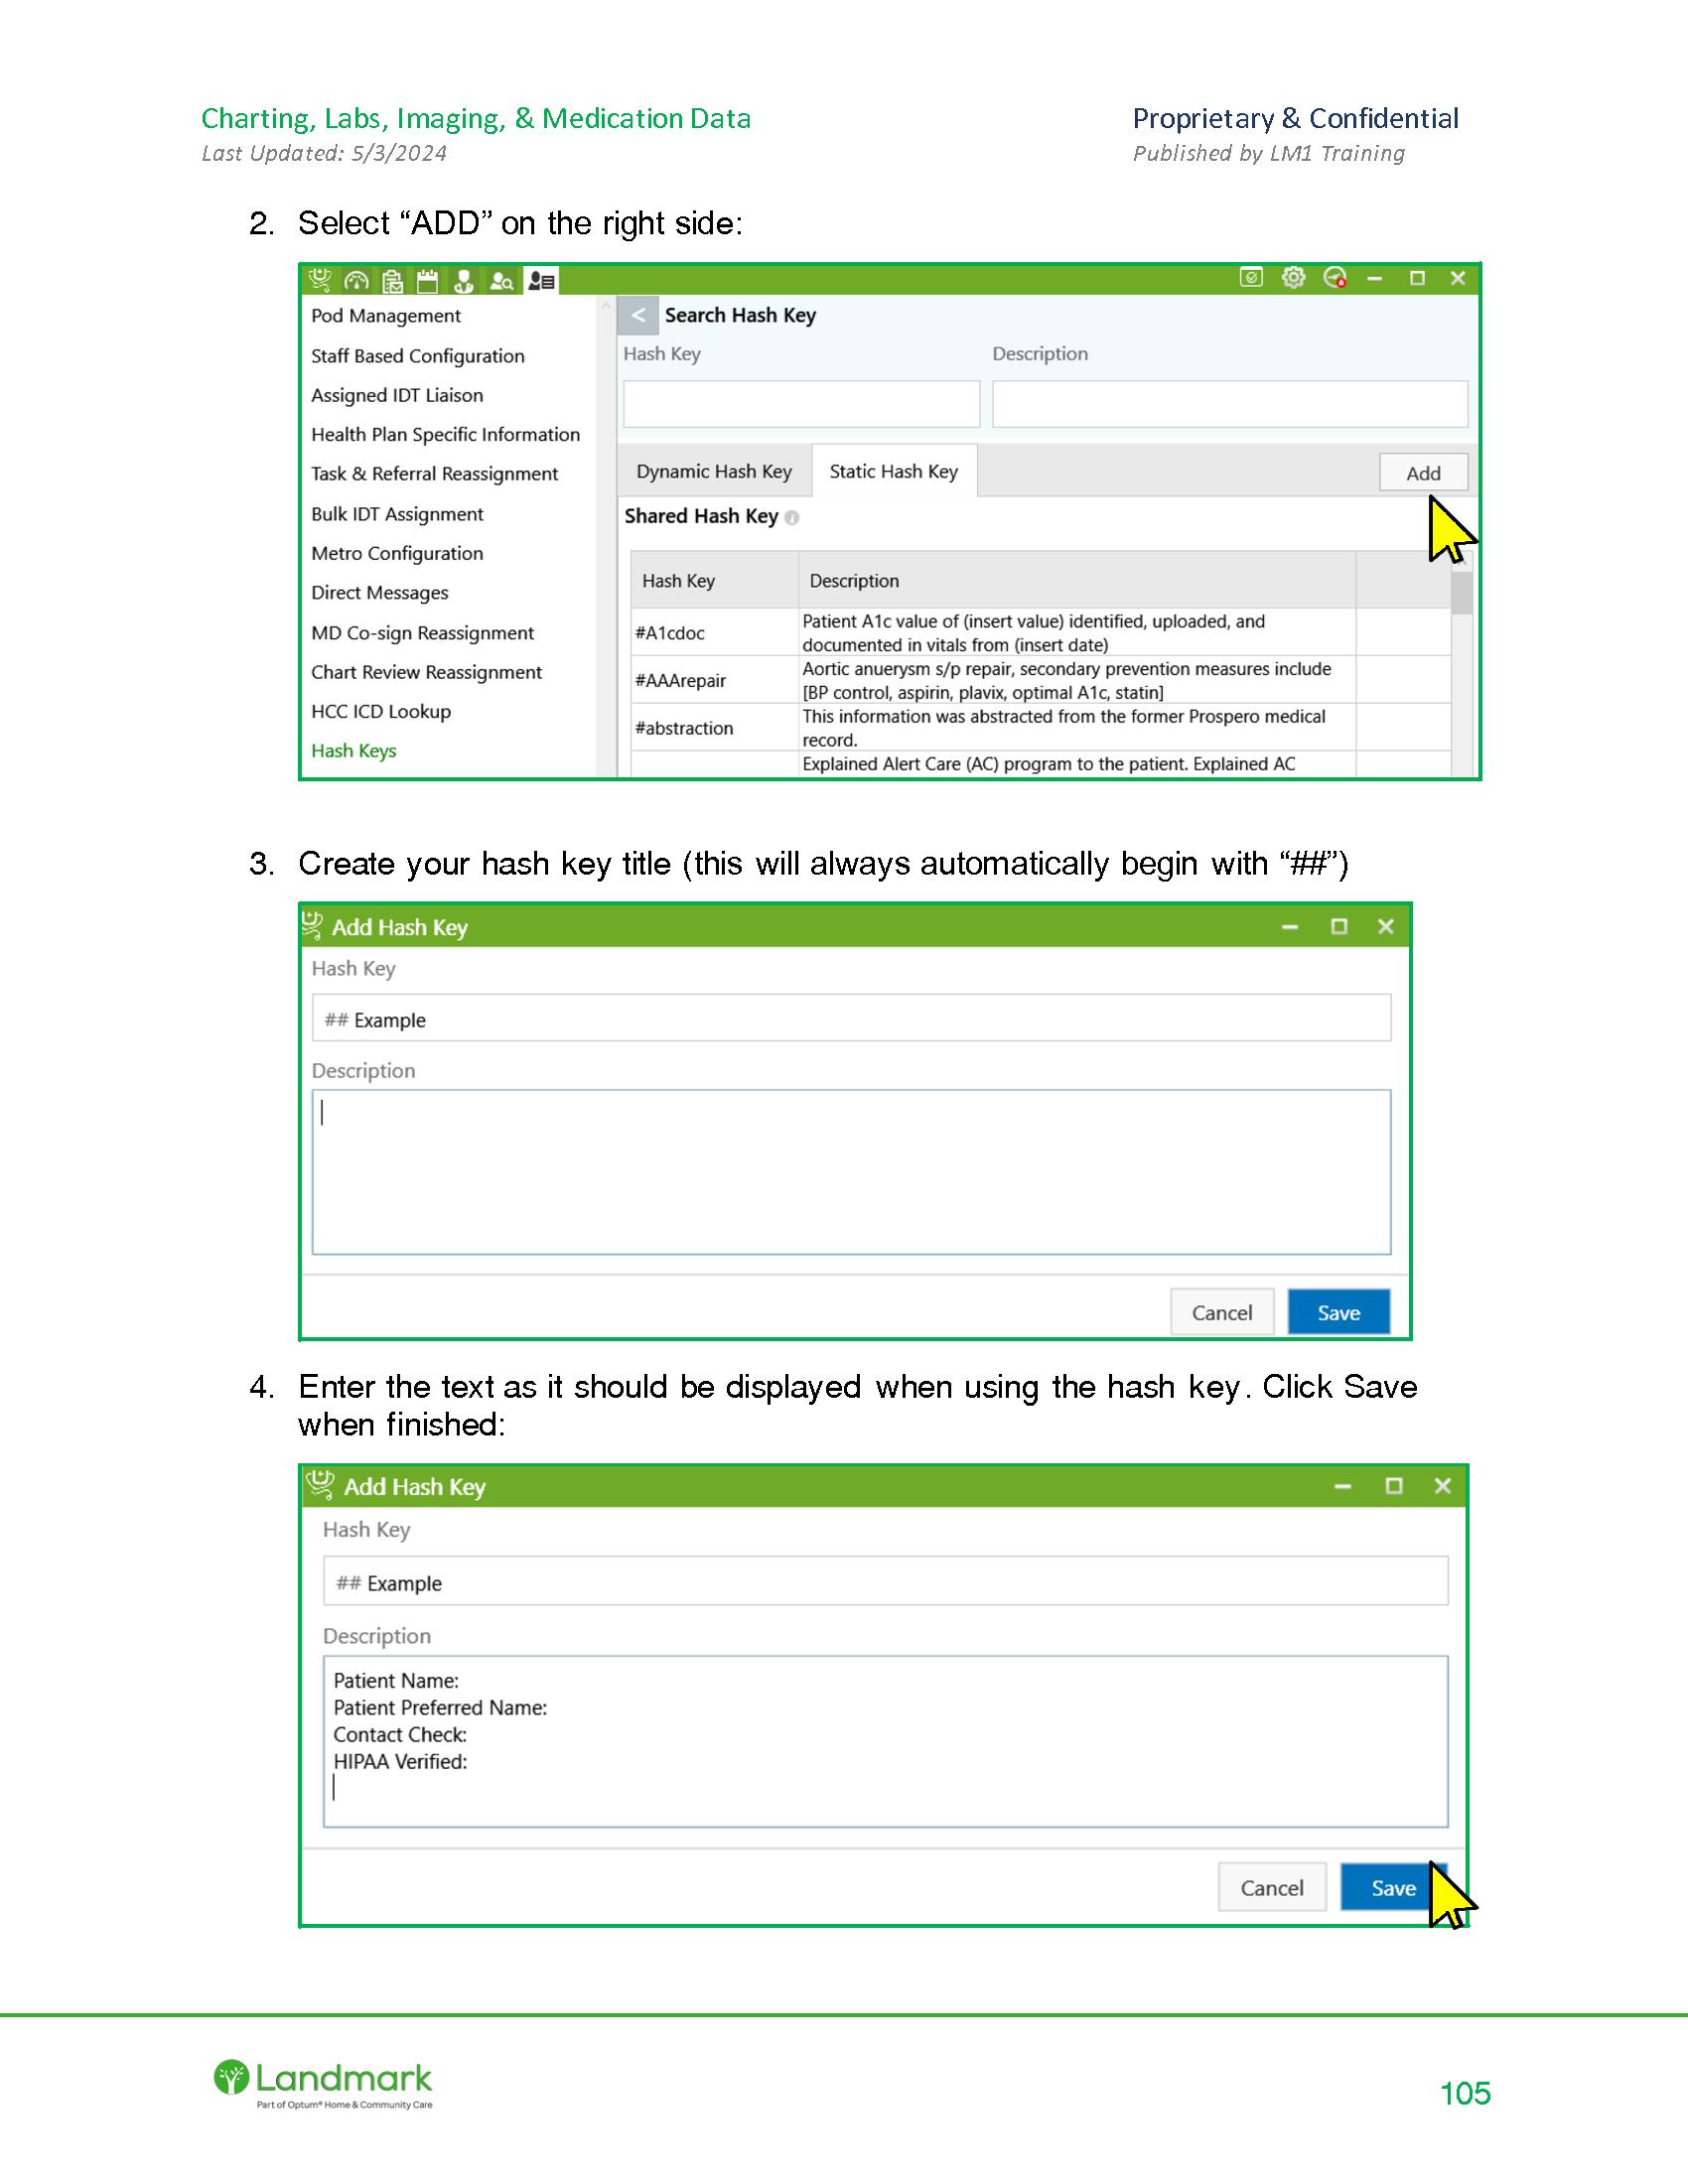 Charting, Labs, Imaging, & Medication Data
Proprietary & Confidential
Last Updated: 5/3/2024
Published by LM1 Training
2. Select “ADD” on the right side:
Pod Management
Staff Based Configuration
Assigned IDT Liaison
Health Plan Specific Information
Task & Referral Reassignment
Bulk IDT Assignment
Metro Configuration
Direct Messages
MD Co-sign Reassignment
Chart Review Reassignment
HCC ICD Lookup
Hash Keys
< Search Hash Key
Hash Key Description
Dynamic Hash Key Static Hash Key Add
Shared Hash Key
Hash Key Description
#A1cdoc
Patient A1c value of (insert value) identified, uploaded, and
documented in vitals from (insert date)
#AAArepair
Aortic anuerysm s/p repair, secondary prevention measures include
[BP control, aspirin, plavix, optimal A1c, statin]
#abstraction
This information was abstracted from the former Prospero medical
record.
Explained Alert Care (AC) program to the patient. Explained AC
3. Create your hash key title (this will always automatically begin with “##”)
Add Hash Key
Hash Key
## Example
Description
Cancel Save
4. Enter the text as it should be displayed when using the hash key. Click Save
when finished:
Add Hash Key
Hash Key
## Example
Description
Patient Name:
Patient Preferred Name:
Contact Check:
HIPAA Verified:
Cancel Save
Landmark
Part of Optum® Home & Community Care
105